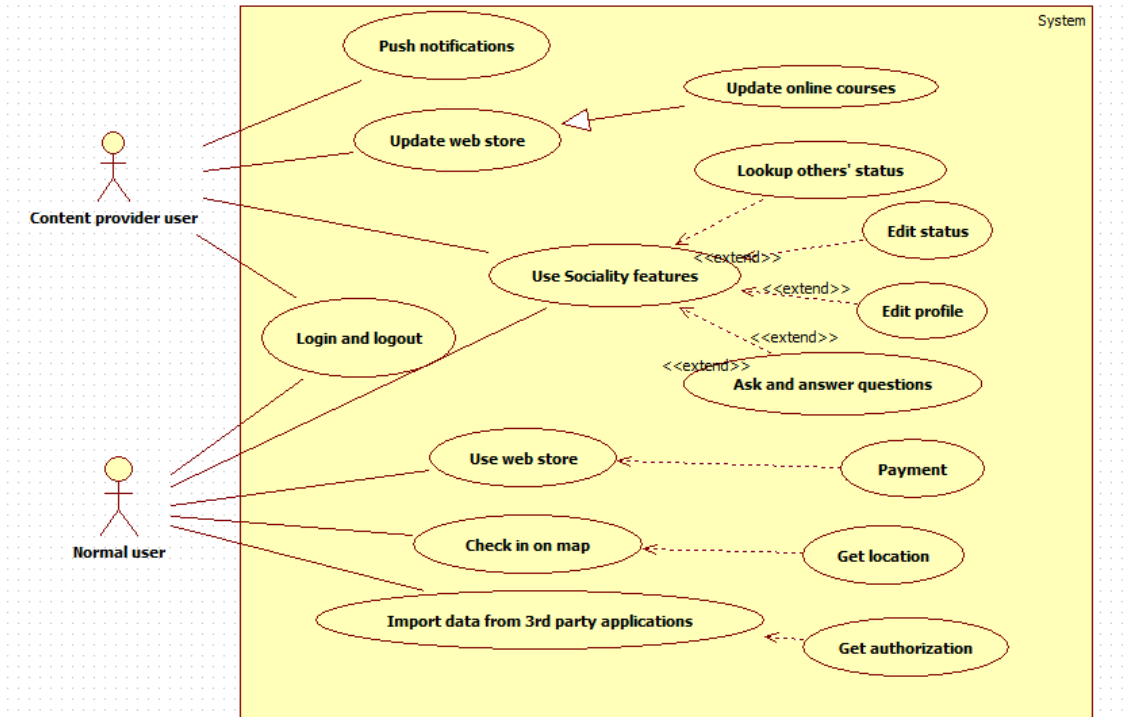 System
Push notifications
Update online courses
Update web store
Lookup others' status
Content provider user
Edit status
<<extend>>
Use Sociality features
<<extend>>
Edit profile
Login and logout
<<extend>>
<<extend>>
Ask and answer questions
Use web store
Payment
Normal user
Check in on map
Get location
Import data from 3rd party applications
Get authorization